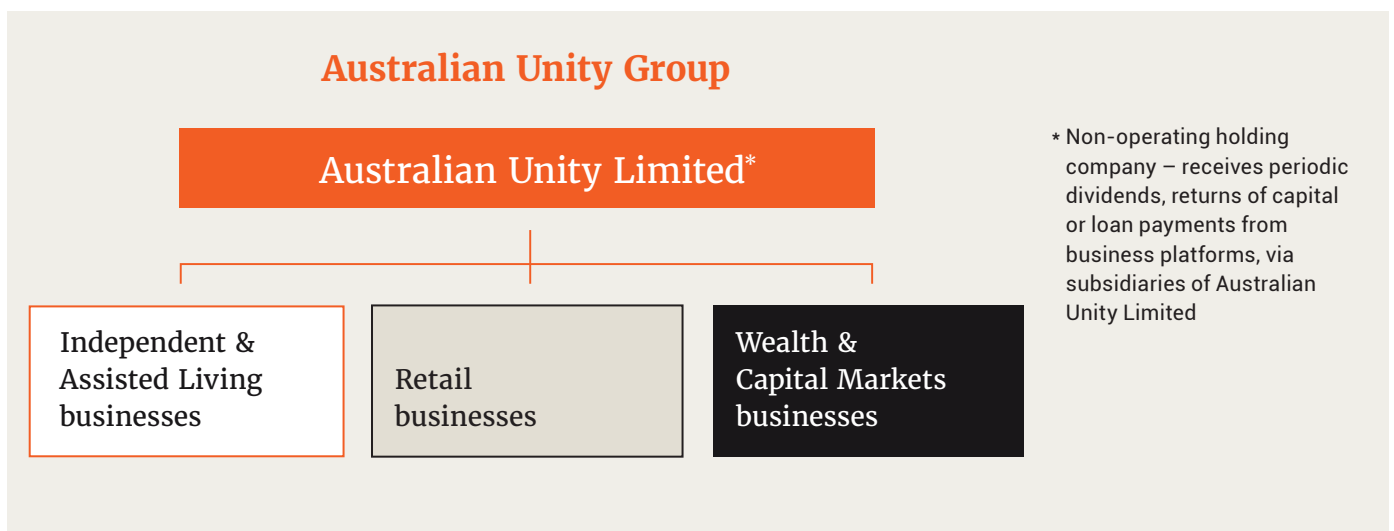 Australian Unity Group
Australian Unity Limited*
* Non-operating holding
company – receives periodic
dividends, returns of capital
or loan payments from
business platforms, via
subsidiaries of Australian
Unity Limited
Independent &
Assisted Living
businesses
Retail
businesses
Wealth &
Capital Markets
businesses